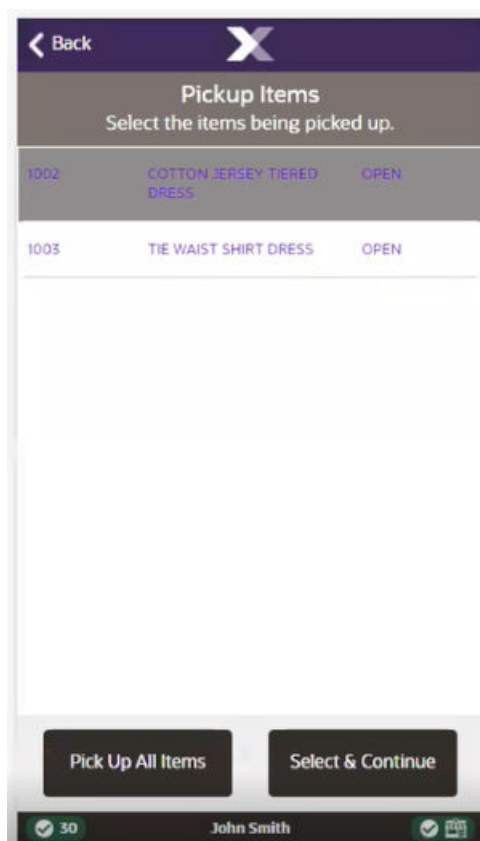 Back
Pickup Items
Select the items being picked up.
1002 COTTON JERSEY TIERED OPEN
DRESS
1003 TIE WAIST SHIRT DRESS OPEN
Pick Up All Items Select & Continue
30 John Smith